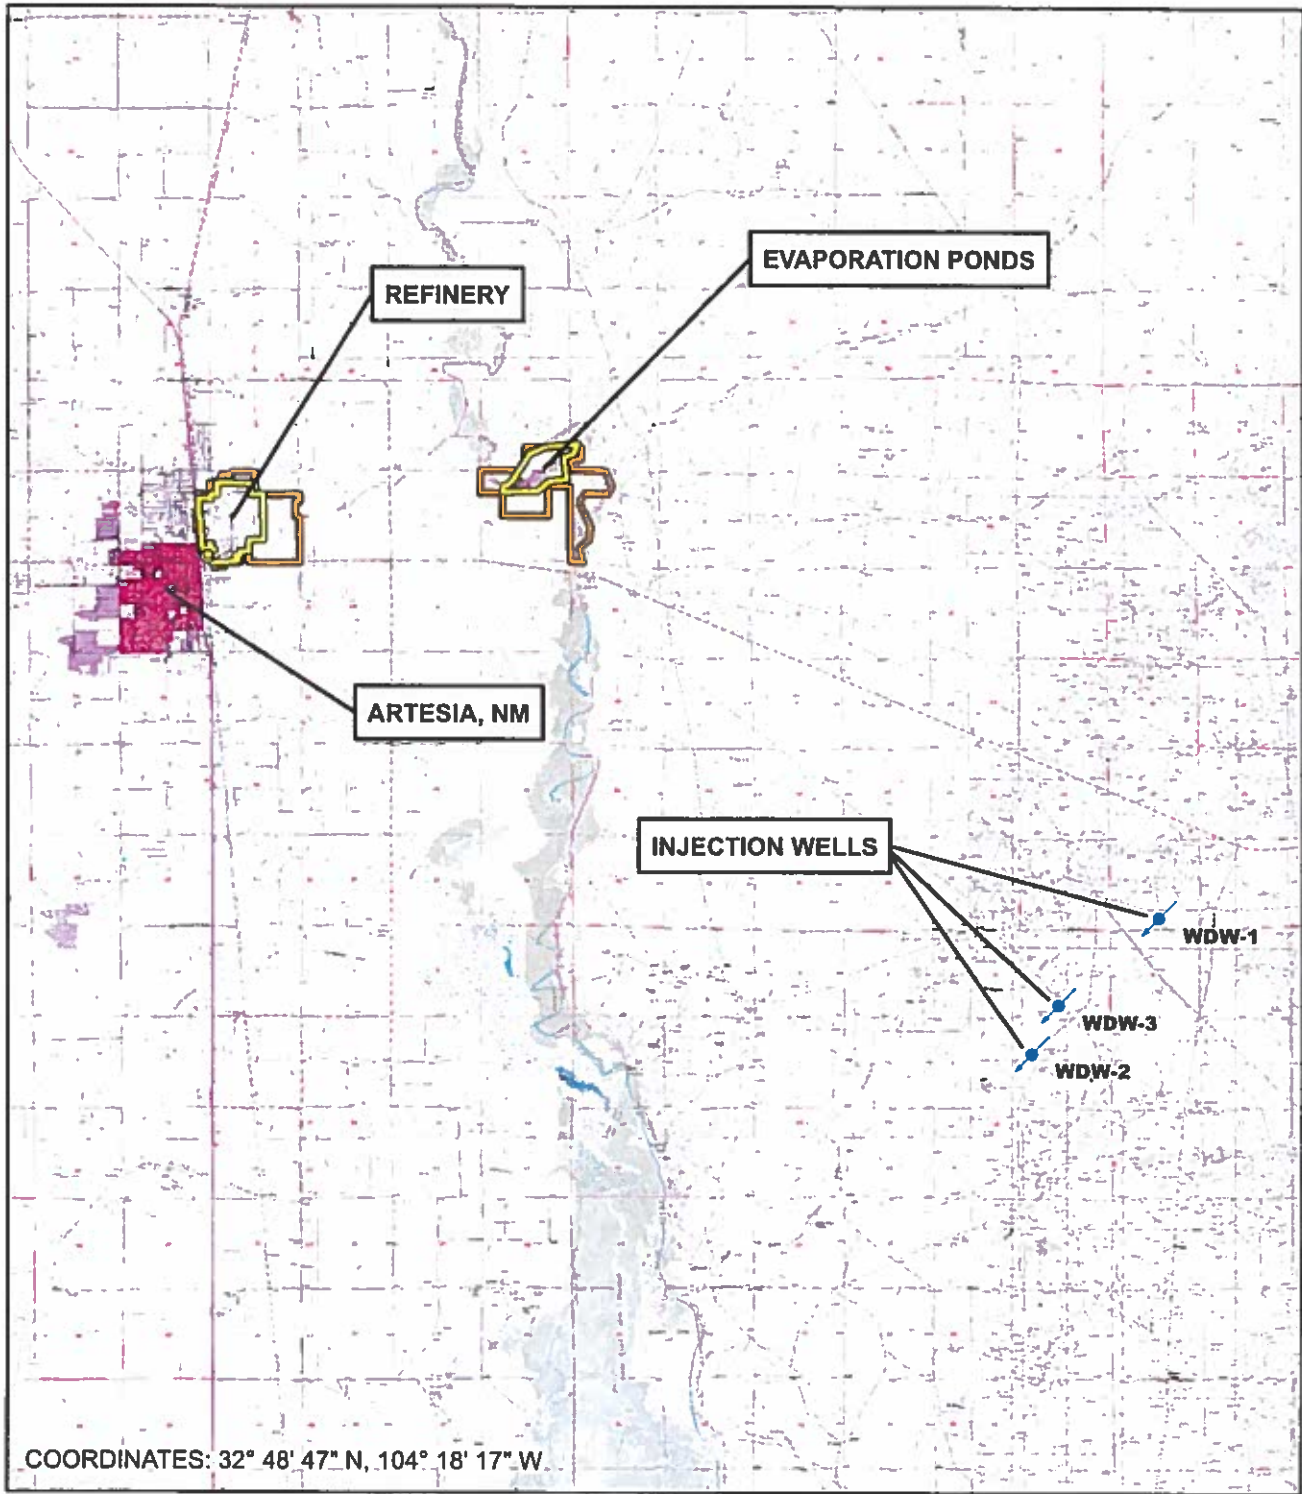 EVAPORATION PONDS
REFINERY
ARTESIA, NM
INJECTION WELLS
WDW-1
WDW-3
WDW-2
COORDINATES: 32° 48' 47" N, 104° 18' 17" W